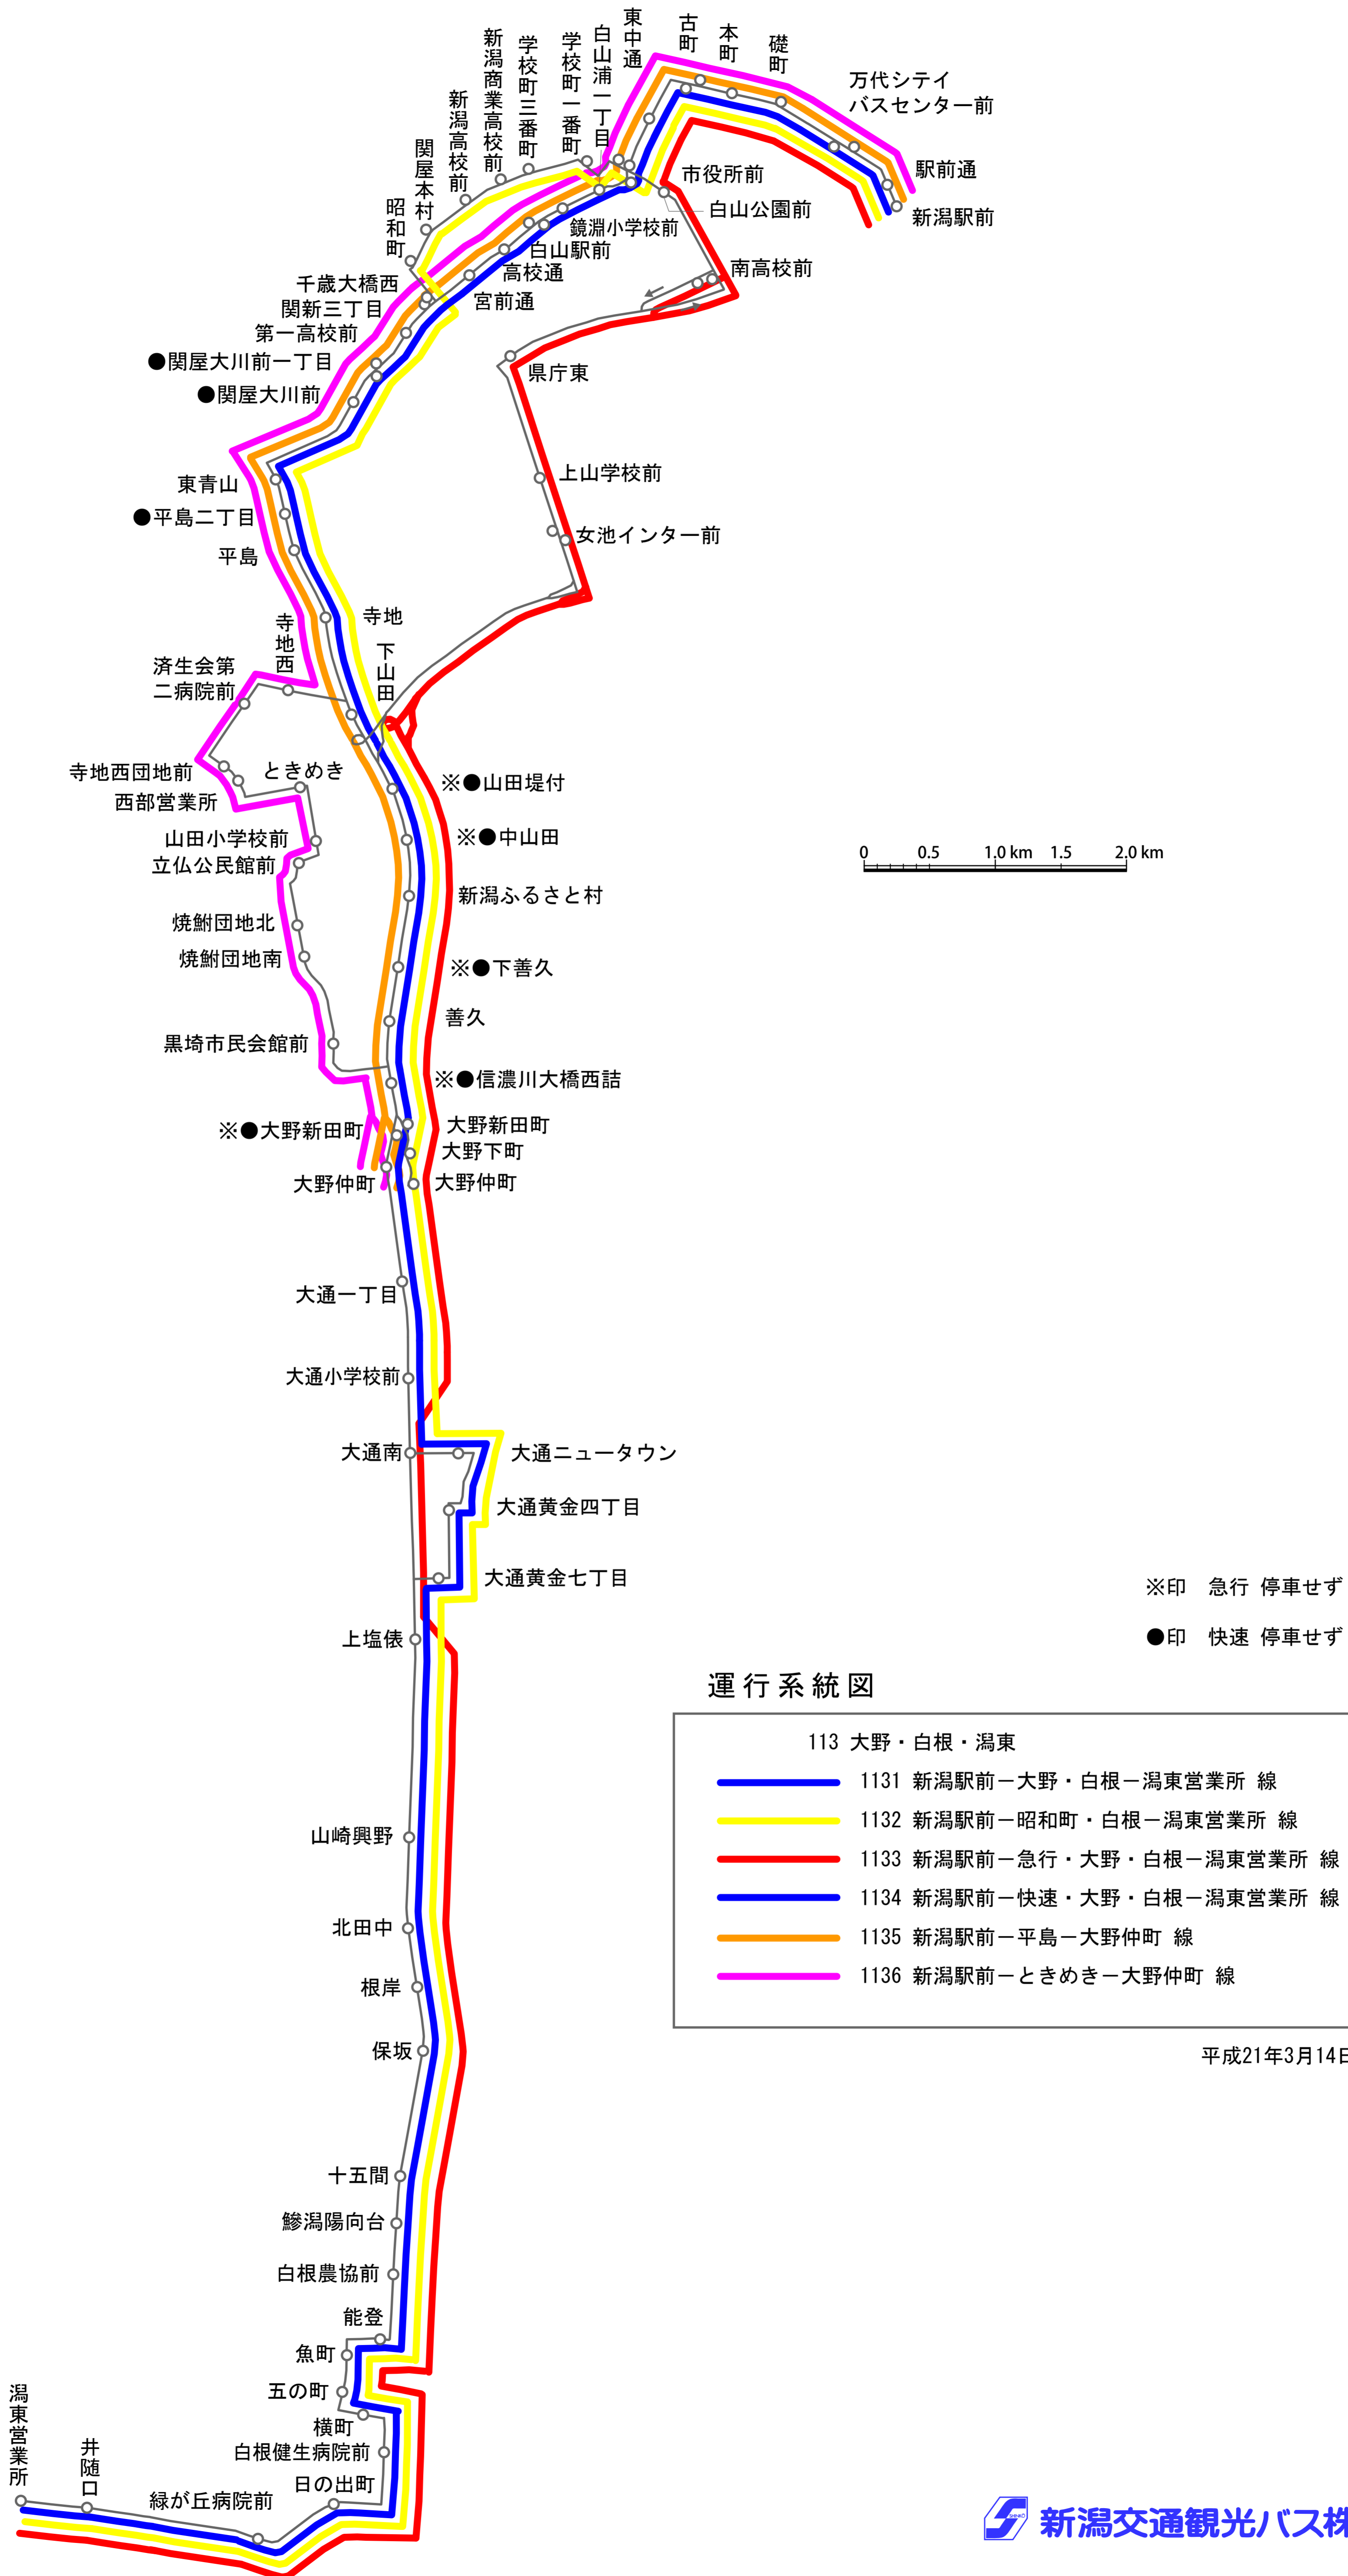 東中通
古町
本町
礎町
白山浦一丁目
学校町一番町
学校町三番町
新潟商業高校前
新潟高校前
関屋本村
昭和町
万代シテイ
バスセンター前
駅前通
新潟駅前
市役所前
白山公園前
鏡淵小学校前
白山駅前
高校通
宮前通
南高校前
千歳大橋西
関新三丁目
第一高校前
●関屋大川前一丁目
●関屋大川前
県庁東
上山学校前
女池インター前
東青山
●平島二丁目
平島
寺地
寺地西
下山田
済生会第
二病院前
寺地西団地前
ときめき
西部営業所
山田小学校前
立仏公民館前
焼鮒団地北
焼鮒団地南
黒埼市民会館前
※●山田堤付
※●中山田
新潟ふるさと村
※●下善久
善久
※●信濃川大橋西詰
0 0.5 1.0 km 1.5 2.0 km
※●大野新田町
大野新田町
大野下町
大野仲町
大野仲町
大通一丁目
大通小学校前
大通南
大通ニュータウン
大通黄金四丁目
大通黄金七丁目
上塩俵
山崎興野
北田中
根岸
保坂
十五間
鯵潟陽向台
白根農協前
能登
魚町
五の町
横町
白根健生病院前
日の出町
緑が丘病院前
井随口
潟東営業所
※印 急行 停車せず
●印 快速 停車せず
運行系統図
113 大野・白根・潟東
1131 新潟駅前－大野・白根－潟東営業所 線
1132 新潟駅前－昭和町・白根－潟東営業所 線
1133 新潟駅前－急行・大野・白根－潟東営業所 線
1134 新潟駅前－快速・大野・白根－潟東営業所 線
1135 新潟駅前－平島－大野仲町 線
1136 新潟駅前－ときめき－大野仲町 線
平成21年3月14日
新潟交通観光バス株